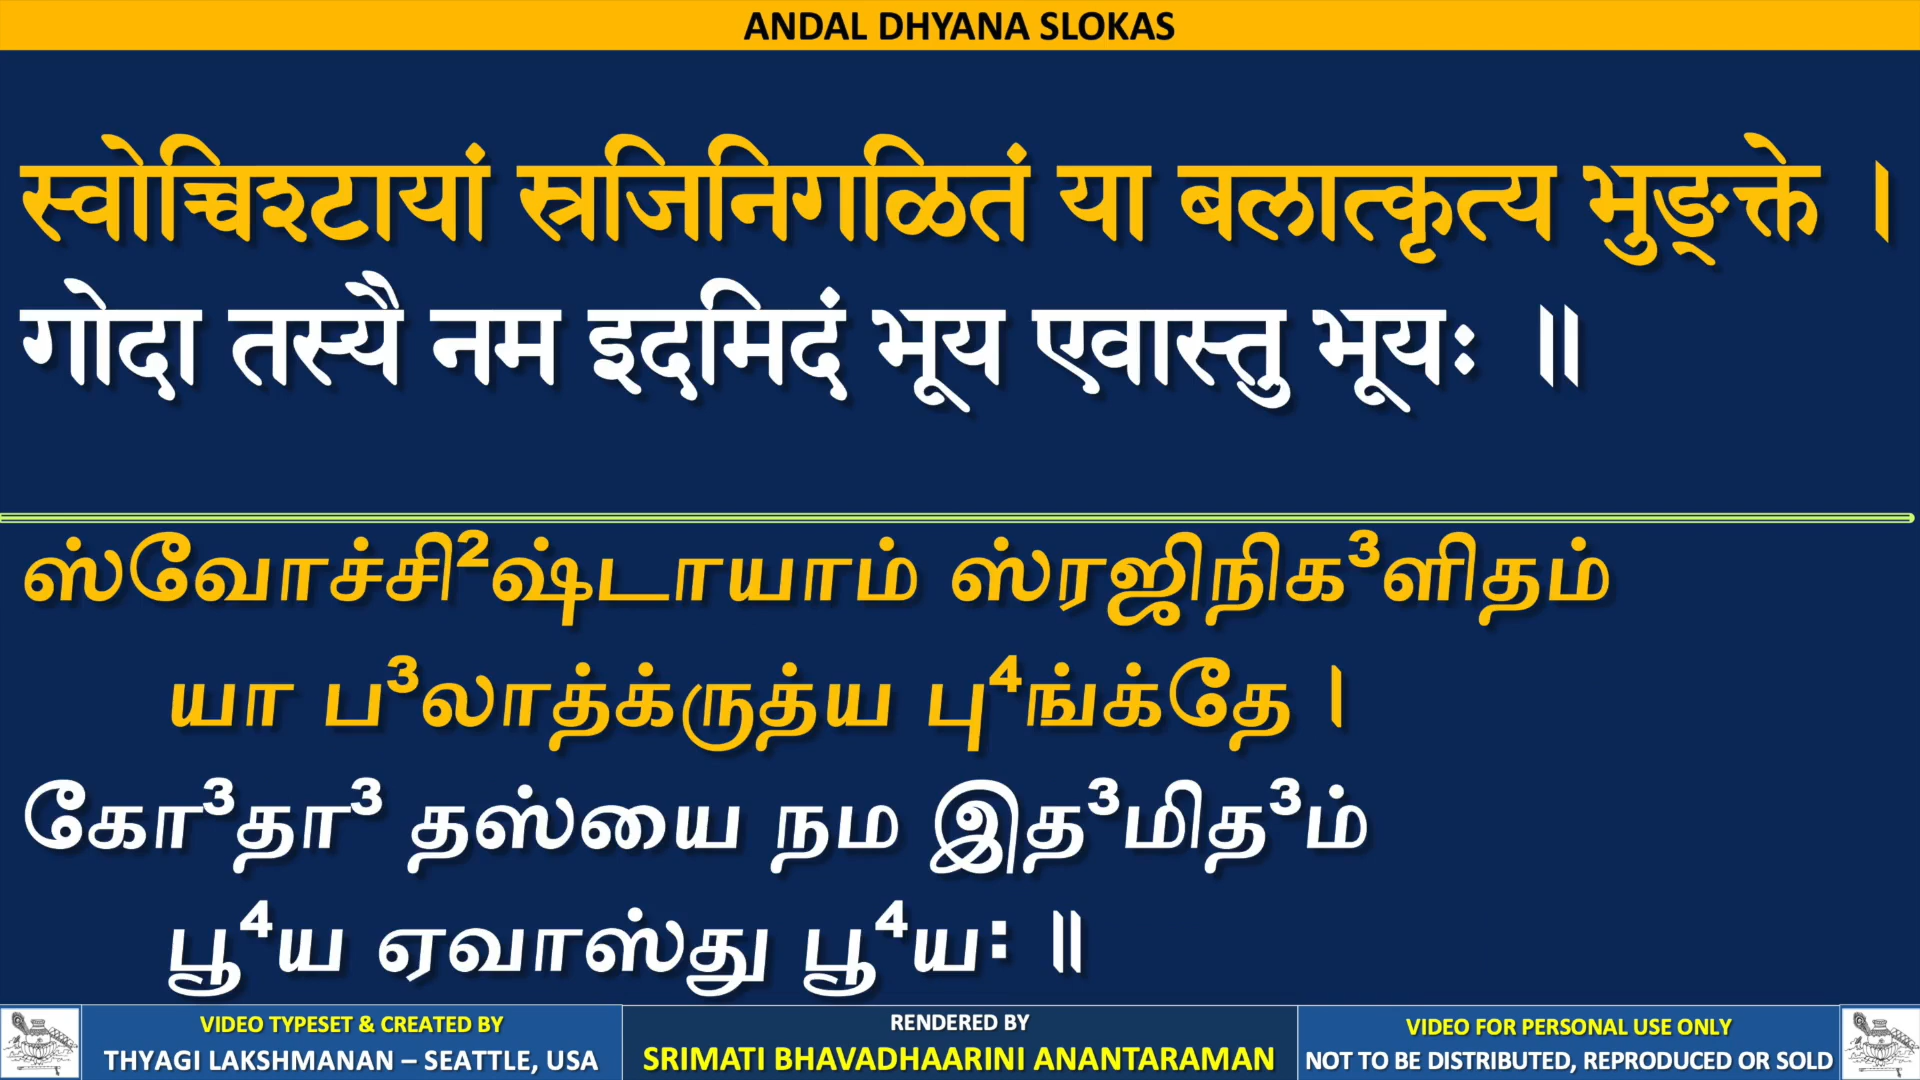 ANDAL DHYANA SLOKAS
स्वोच्चिश्टायां स्रजिनिगळितं या बलात्कृत्य भुङ्क्ते ।
गोदा तस्यै नम इदमिदं भूय एवास्तु भूयः ॥
ஸ்வோச்சி²ஷ்டாயாம் ஸ்ரஜிநிக³ளிதம்
யா ப³லாத்க்ருத்ய பு⁴ங்க்தே ।
கோ³தா³ தஸ்யை நம இத³மித³ம்
பூ⁴ய ஏவாஸ்து பூ⁴ய꞉ ॥
VIDEO TYPESET & CREATED BY
THYAGI LAKSHMANAN – SEATTLE, USA
RENDERED BY
SRIMATI BHAVADHAARINI ANANTARAMAN
VIDEO FOR PERSONAL USE ONLY
NOT TO BE DISTRIBUTED, REPRODUCED OR SOLD